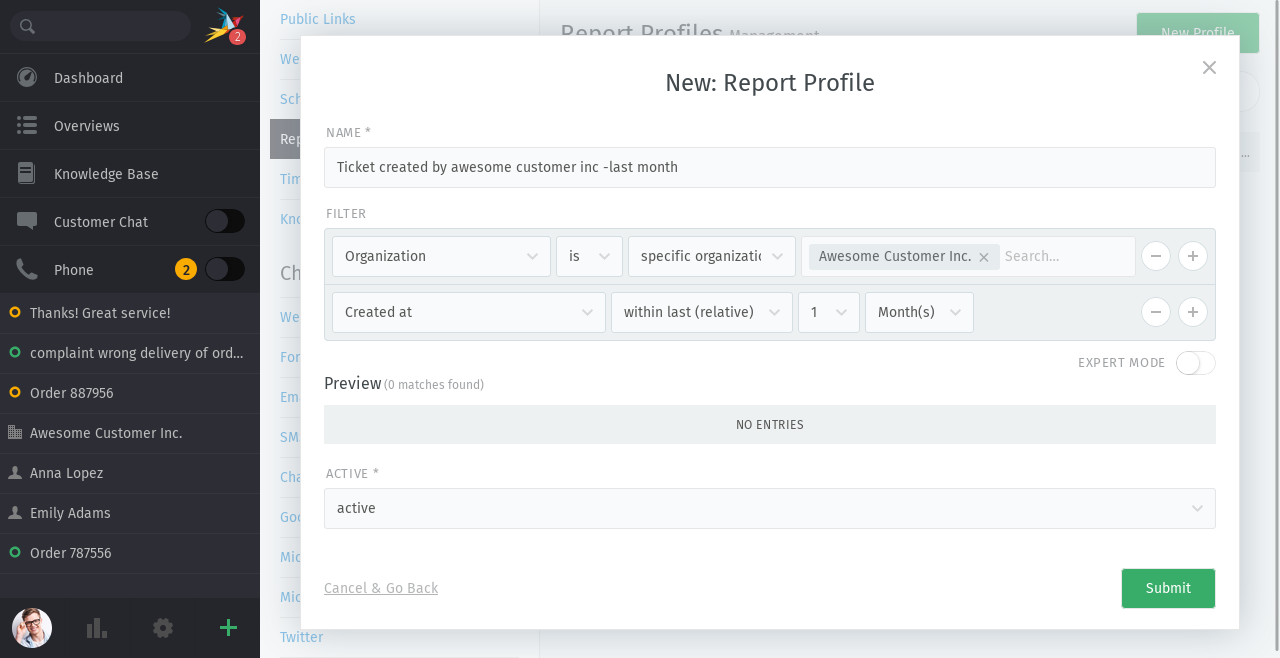 2
Dashboard
Overviews
Knowledge Base
Customer Chat
Phone 2
Thanks! Great service!
complaint wrong delivery of ord...
Order 887956
Awesome Customer Inc.
Anna Lopez
Emily Adams
Order 787556
Public Links
We
Sch
Rep
Tim
Kno
Ch
We
For
Ema
SMS
Cha
Goo
Mic
Mic
Twitter
Report Profiles Management
New Profile
...
New: Report Profile
NAME *
Ticket created by awesome customer inc -last month
FILTER
Organization is specific organizatio Awesome Customer Inc. Search...
Created at within last (relative) 1 Month(s)
EXPERT MODE
Preview (0 matches found)
NO ENTRIES
ACTIVE *
active
Cancel & Go Back Submit